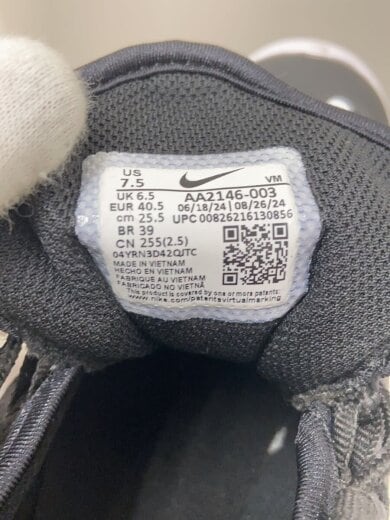 US
7.5
VM
UK 6.5
AA2146-003
EUR 40.5
06/18/24 | 08/26/24
cm 25.5
UPC 00826216130856
BR 39
CN 255(2.5)
04YRN3D42QJTC
MADE IN VIETNAM
HECHO EN VIETNAM
FABRIQUE AU VIETNAM
FABRICADO NO VIETNÃ
This product is covered by one or more patents.
www.nike.com/patentsvirtualmarking